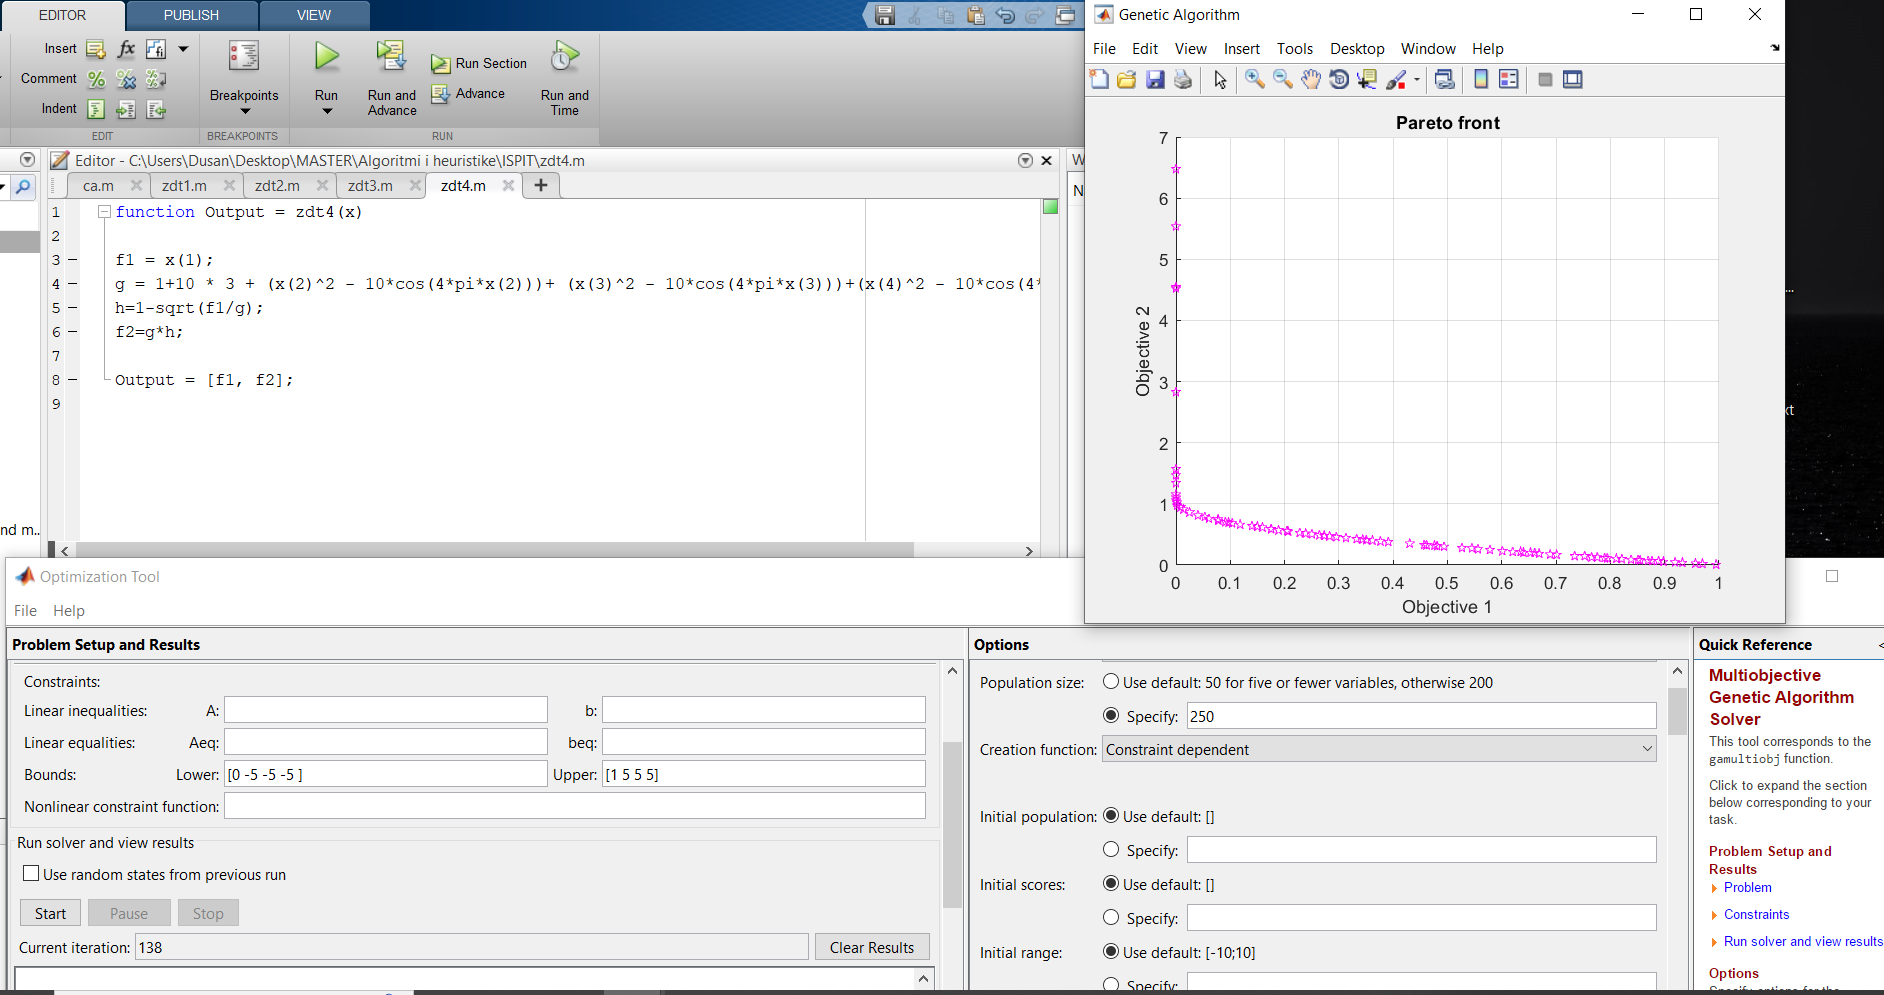 EDITOR
PUBLISH
VIEW
Insert
fx
Comment
Indent
EDIT
Breakpoints
BREAKPOINTS
Run
Run and
Advance
Run Section
Advance
Run and
Time
RUN
Editor - C:\Users\Dusan\Desktop\MASTER\Algoritmi i heuristike\ISPIT\zdt4.m
ca.m
zdt1.m
zdt2.m
zdt3.m
zdt4.m
1 function Output = zdt4(x)
2
3 f1 = x(1);
4 g = 1+10 * 3 + (x(2)^2 - 10*cos(4*pi*x(2)))+ (x(3)^2 - 10*cos(4*pi*x(3)))+(x(4)^2 - 10*cos(4*
5 h=1-sqrt(f1/g);
6 f2=g*h;
7
8 Output = [f1, f2];
9
nd m..
W
N
Genetic Algorithm
File Edit View Insert Tools Desktop Window Help
Pareto front
7
6
5
4
3
2
1
0
Objective 2
0 0.1 0.2 0.3 0.4 0.5 0.6 0.7 0.8 0.9 1
Objective 1
...
xt
Optimization Tool
File Help
Problem Setup and Results
Constraints:
Linear inequalities: A: b:
Linear equalities: Aeq: beq:
Bounds: Lower: [0 -5 -5 -5 ] Upper: [1 5 5 5]
Nonlinear constraint function:
Run solver and view results
Use random states from previous run
Start Pause Stop
Current iteration: 138 Clear Results
Options
Population size: Use default: 50 for five or fewer variables, otherwise 200
Specify: 250
Creation function: Constraint dependent
Initial population: Use default: []
Specify:
Initial scores: Use default: []
Specify:
Initial range: Use default: [-10;10]
Specify:
Quick Reference <
Multiobjective
Genetic Algorithm
Solver
This tool corresponds to the
gamultiobj function.
Click to expand the section
below corresponding to your
task.
Problem Setup and
Results
Problem
Constraints
Run solver and view results
Options
Specify options for the